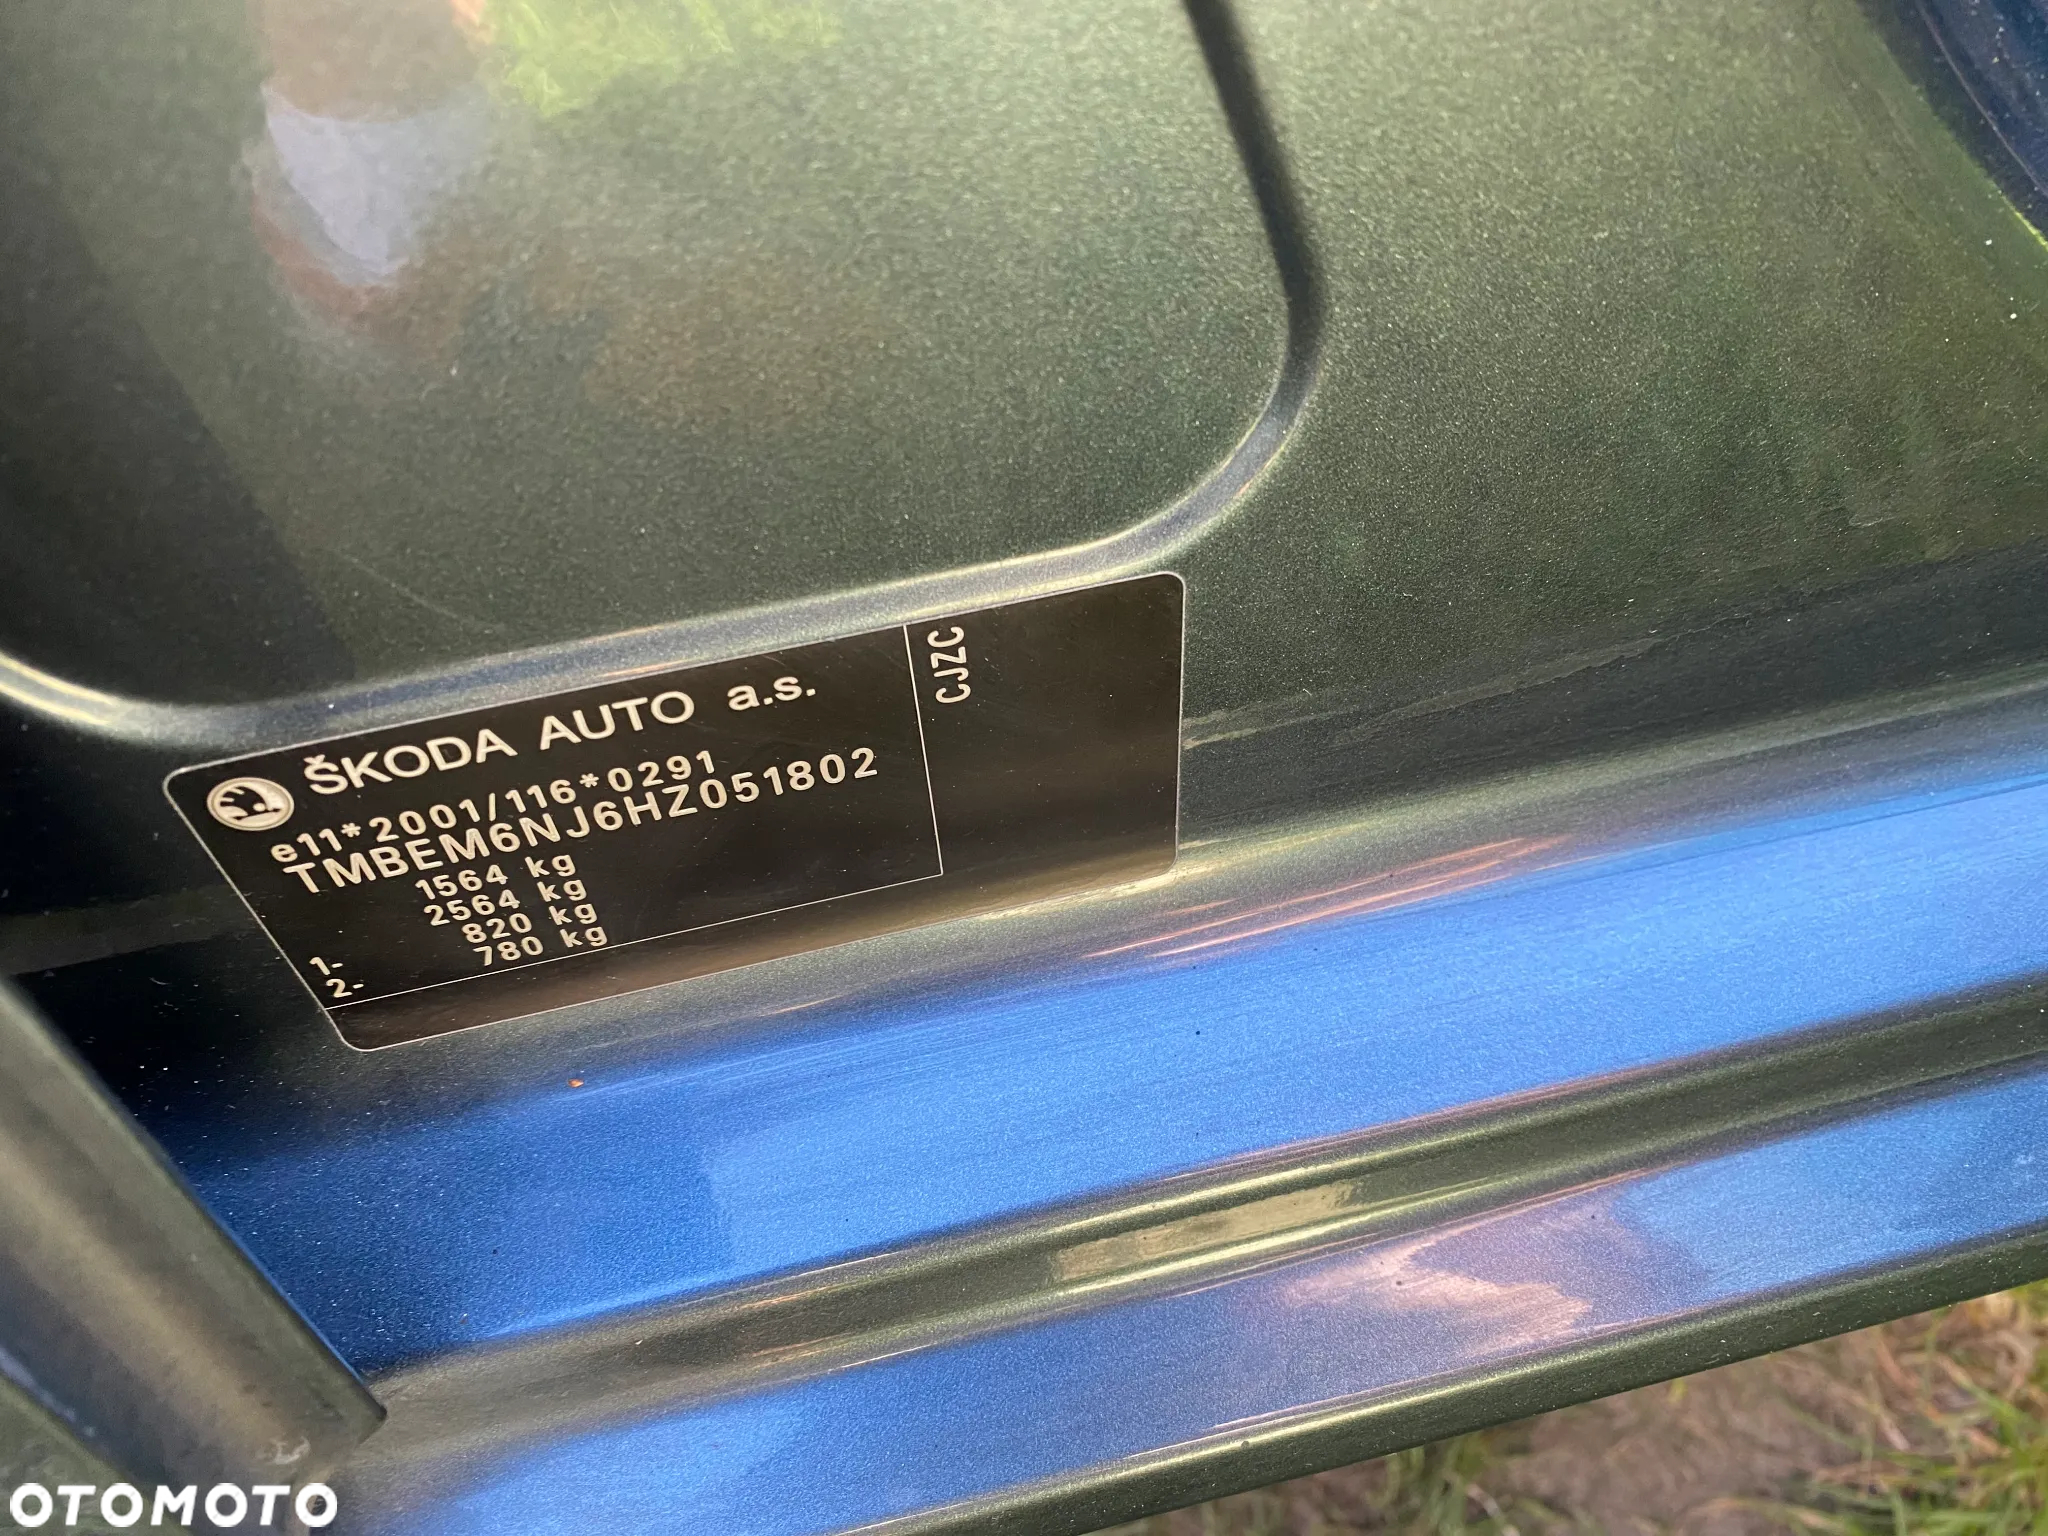 ŠKODA AUTO a.s.
e11*2001/116*0291
TMBEM6NJ6HZ051802
1564 kg
2564 kg
1- 820 kg
2- 780 kg
CJZC
OTOMOTO